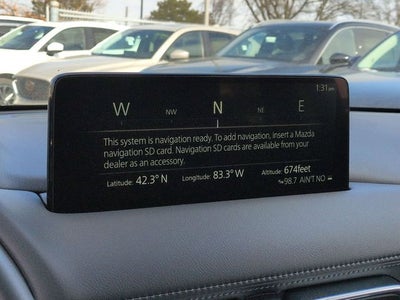 1:31am
W NW N NE E
This system is navigation ready. To add navigation, insert a Mazda
navigation SD card. Navigation SD cards are available from your
dealer as an accessory.
Latitude: 42.3° N Longitude: 83.3° W Altitude: 674feet
98.7 AIN'T NO